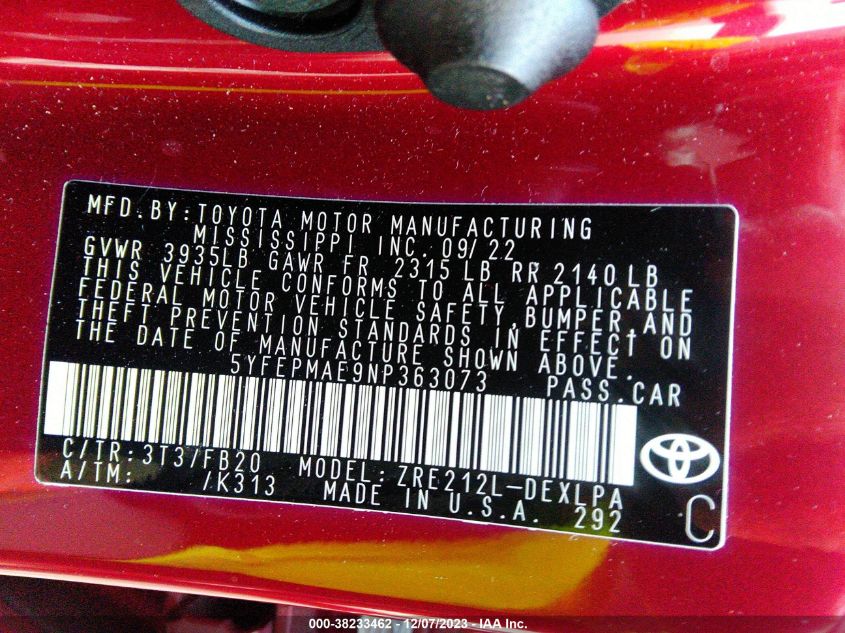 MFD. BY: TOYOTA MOTOR MANUFACTURING
MISSISSIPPI INC. 09/22
GVWR 3935LB GAWR FR 2315 LB RR 2140 LB
THIS VEHICLE CONFORMS TO ALL APPLICABLE
FEDERAL MOTOR VEHICLE SAFETY, BUMPER, AND
THEFT PREVENTION STANDARDS IN EFFECT ON
THE DATE OF MANUFACTURE SHOWN ABOVE.
5YFEPMAE9NP363073 PASS. CAR
C/TR: 3T3/FB20 MODEL: ZRE212L-DEXLPA
A/TM: /K313 MADE IN U.S.A. 292
C
000-38233462 - 12/07/2023 - IAA Inc.